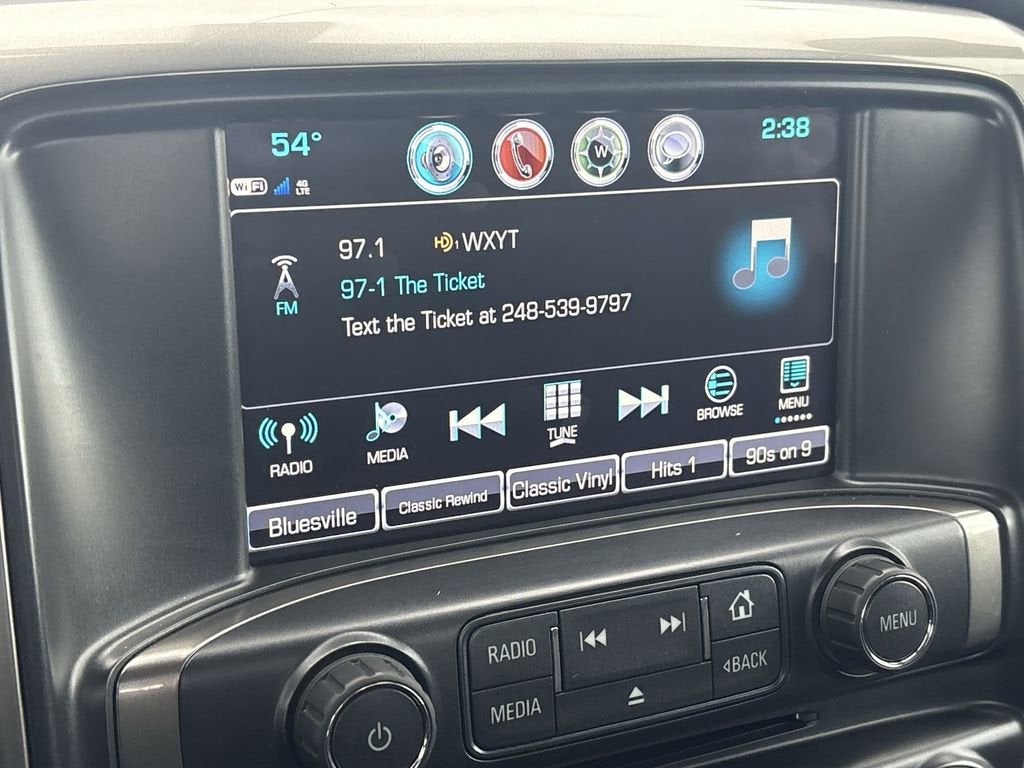 54°
2:38
WiFi
4G
LTE
W
97.1
HD1 WXYT
97-1 The Ticket
Text the Ticket at 248-539-9797
FM
RADIO
MEDIA
TUNE
BROWSE
MENU
Bluesville
Classic Rewind
Classic Vinyl
Hits 1
90s on 9
RADIO
MEDIA
BACK
MENU